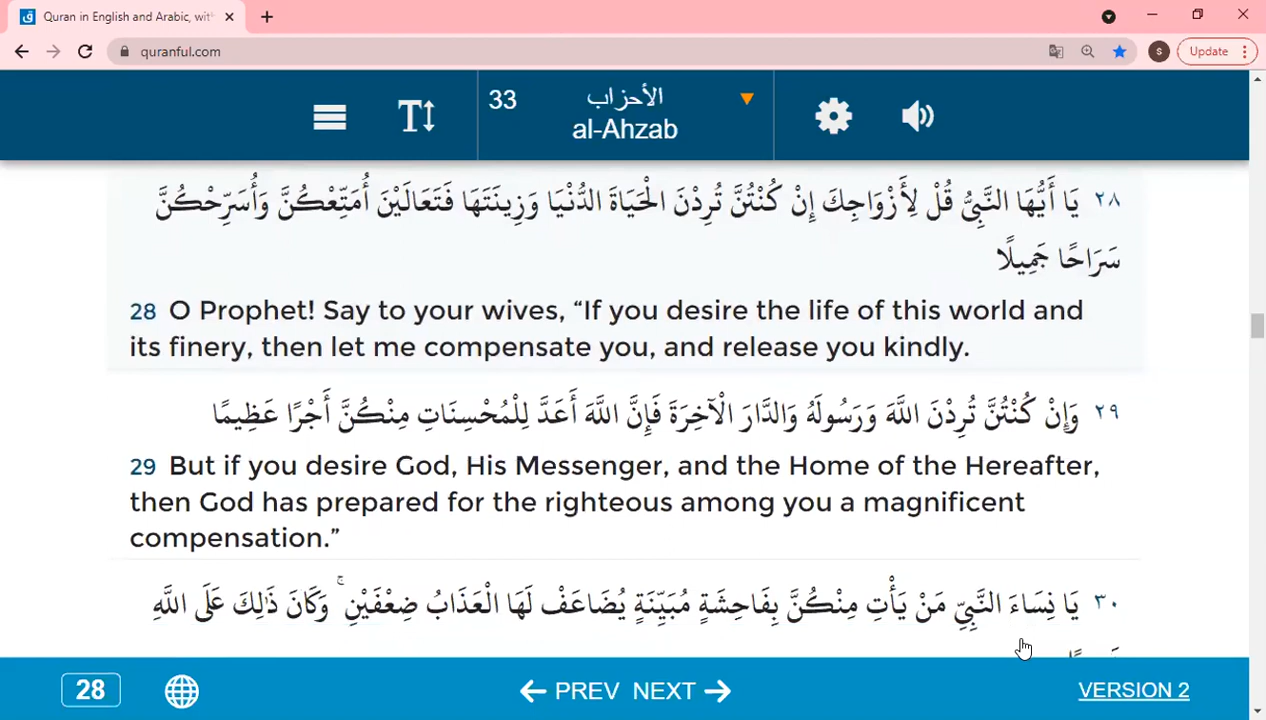 Quran in English and Arabic, wit
quranful.com
S
Update
33
الأحزاب
al-Ahzab
٢٨ يَا أَيُّهَا النَّبِيُّ قُلْ لِأَزْوَاجِكَ إِنْ كُنْتُنَّ تُرِدْنَ الْحَيَاةَ الدُّنْيَا وَزِينَتَهَا فَتَعَالَيْنَ أُمَتِّعْكُنَّ وَأُسَرِّحْكُنَّ
سَرَاحًا جَمِيلًا
28 O Prophet! Say to your wives, “If you desire the life of this world and
its finery, then let me compensate you, and release you kindly.
٢٩ وَإِنْ كُنْتُنَّ تُرِدْنَ اللَّهَ وَرَسُولَهُ وَالدَّارَ الْآخِرَةَ فَإِنَّ اللَّهَ أَعَدَّ لِلْمُحْسِنَاتِ مِنْكُنَّ أَجْرًا عَظِيمًا
29 But if you desire God, His Messenger, and the Home of the Hereafter,
then God has prepared for the righteous among you a magnificent
compensation.”
٣٠ يَا نِسَاءَ النَّبِيِّ مَنْ يَأْتِ مِنْكُنَّ بِفَاحِشَةٍ مُبَيِّنَةٍ يُضَاعَفْ لَهَا الْعَذَابُ ضِعْفَيْنِ ۚ وَكَانَ ذَٰلِكَ عَلَى اللَّهِ
28
PREV NEXT
VERSION 2